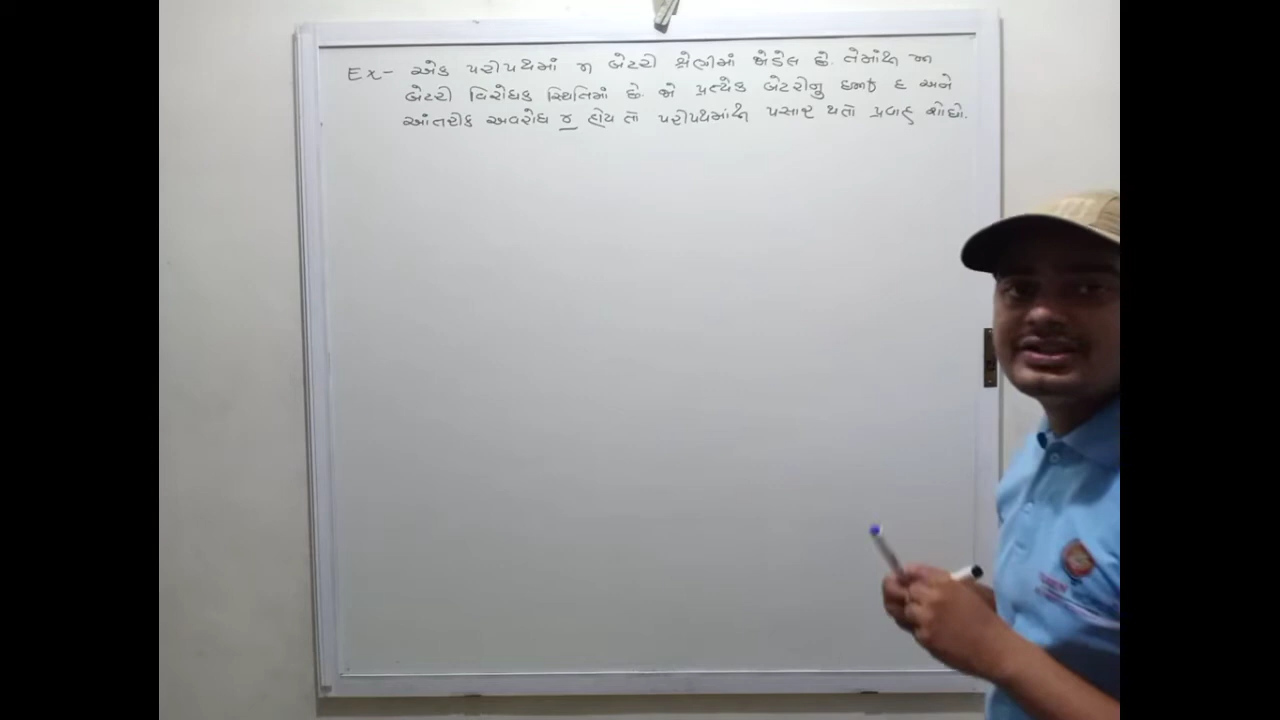 Ex- એક પરીપથમાં n બેટરી શ્રેણીમાં જોડેલ છે. તેમાંથી m
બેટરી વિરોધક સ્થિતિમાં છે. જો પ્રત્યેક બેટરીનુ emf ε અને
આંતરીક અવરોધ r હોય તો પરીપથમાંથી પસાર થતો પ્રવાહ શોધો.